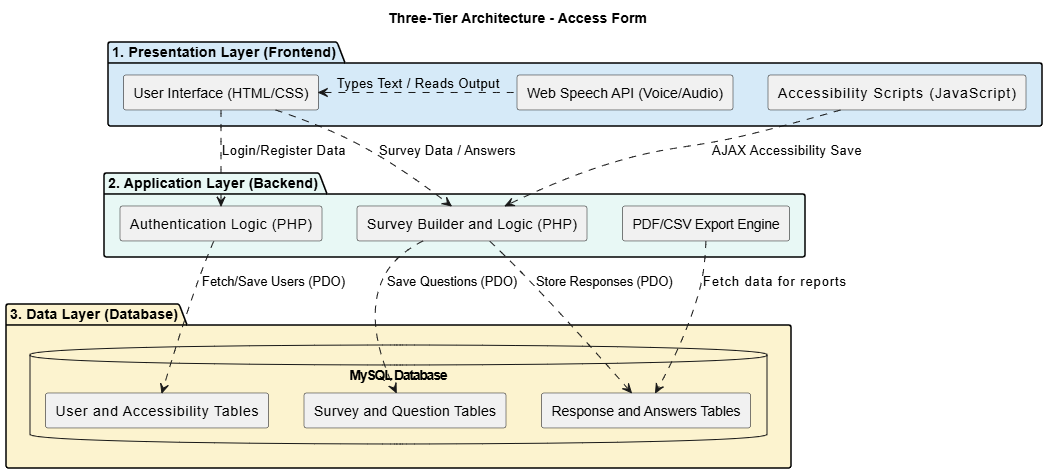 Three-Tier Architecture - Access Form
1. Presentation Layer (Frontend)
User Interface (HTML/CSS)
Types Text / Reads Output
Web Speech API (Voice/Audio)
Accessibility Scripts (JavaScript)
Login/Register Data
Survey Data / Answers
AJAX Accessibility Save
2. Application Layer (Backend)
Authentication Logic (PHP)
Survey Builder and Logic (PHP)
PDF/CSV Export Engine
Fetch/Save Users (PDO)
Save Questions (PDO)
Store Responses (PDO)
Fetch data for reports
3. Data Layer (Database)
MySQL Database
User and Accessibility Tables
Survey and Question Tables
Response and Answers Tables